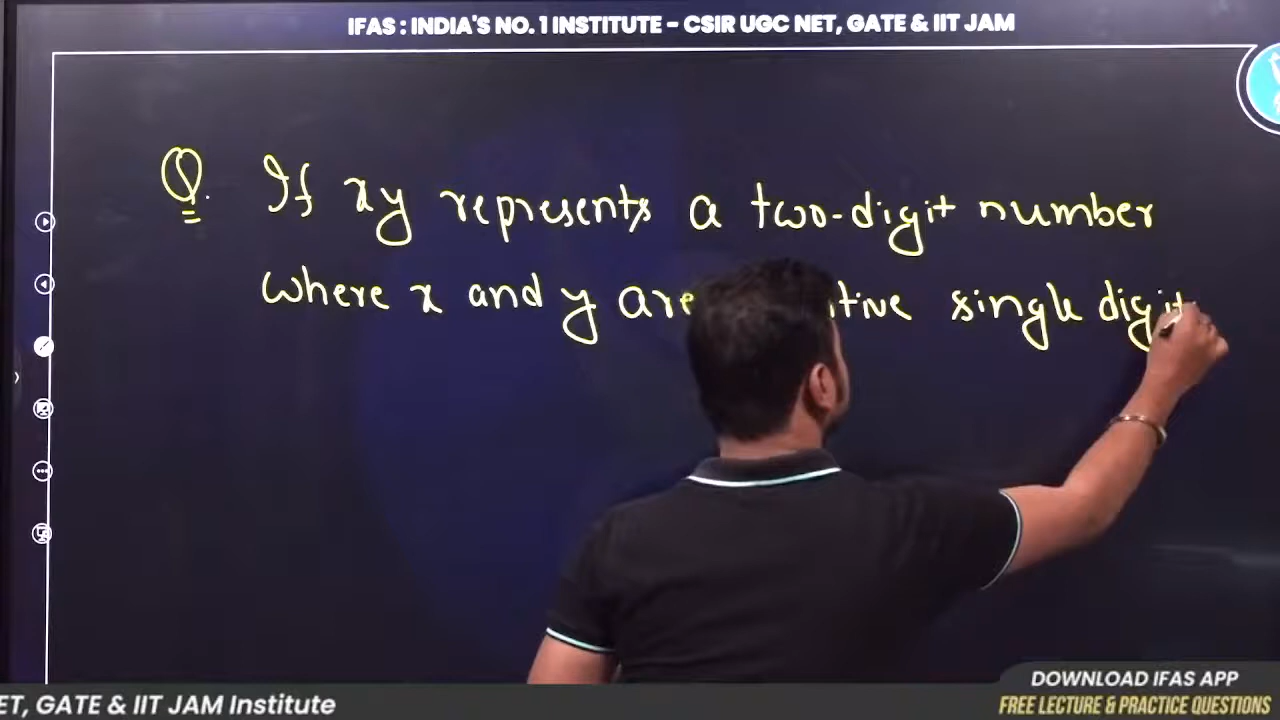 IFAS : INDIA'S NO. 1 INSTITUTE - CSIR UGC NET, GATE & IIT JAM
Q. If xy represents a two-digit number
where x and y are single digit
DOWNLOAD IFAS APP
ET, GATE & IIT JAM Institute
FREE LECTURE & PRACTICE QUESTIONS